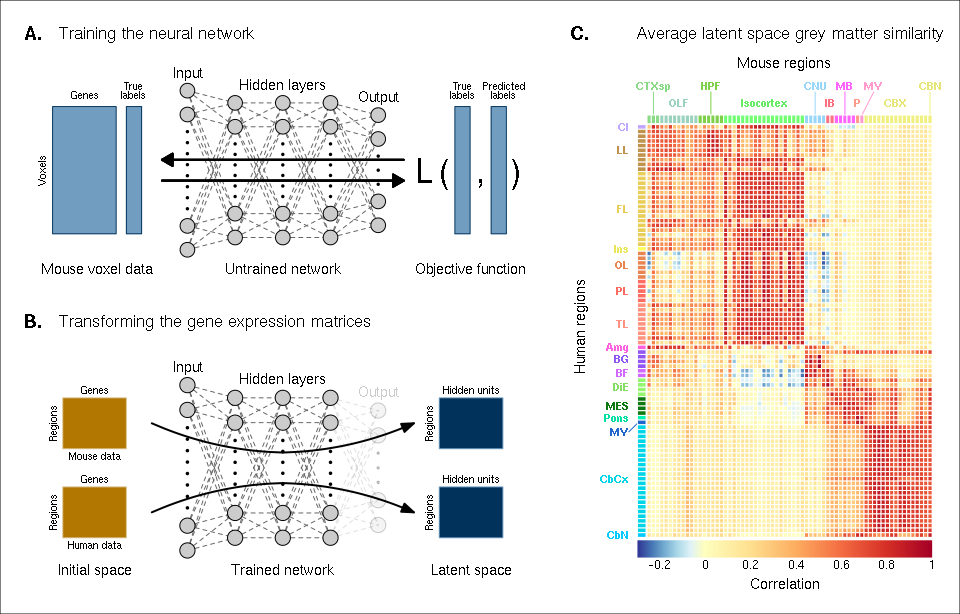 A. Training the neural network
Input
Hidden layers
Output
Genes
True labels
Voxels
True labels
Predicted labels
L ( , )
Mouse voxel data
Untrained network
Objective function
B. Transforming the gene expression matrices
Input
Hidden layers
Output
Genes
Regions
Mouse data
Genes
Regions
Human data
Hidden units
Regions
Hidden units
Regions
Initial space
Trained network
Latent space
C. Average latent space grey matter similarity
Mouse regions
CTXsp HPF CNU MB MY CBN
OLF Isocortex IB P CBX
Human regions
Cl
LL
FL
Ins
OL
PL
TL
Amg
BG
BF
DiE
MES
Pons
MY
CbCx
CbN
-0.2 0 0.2 0.4 0.6 0.8 1
Correlation